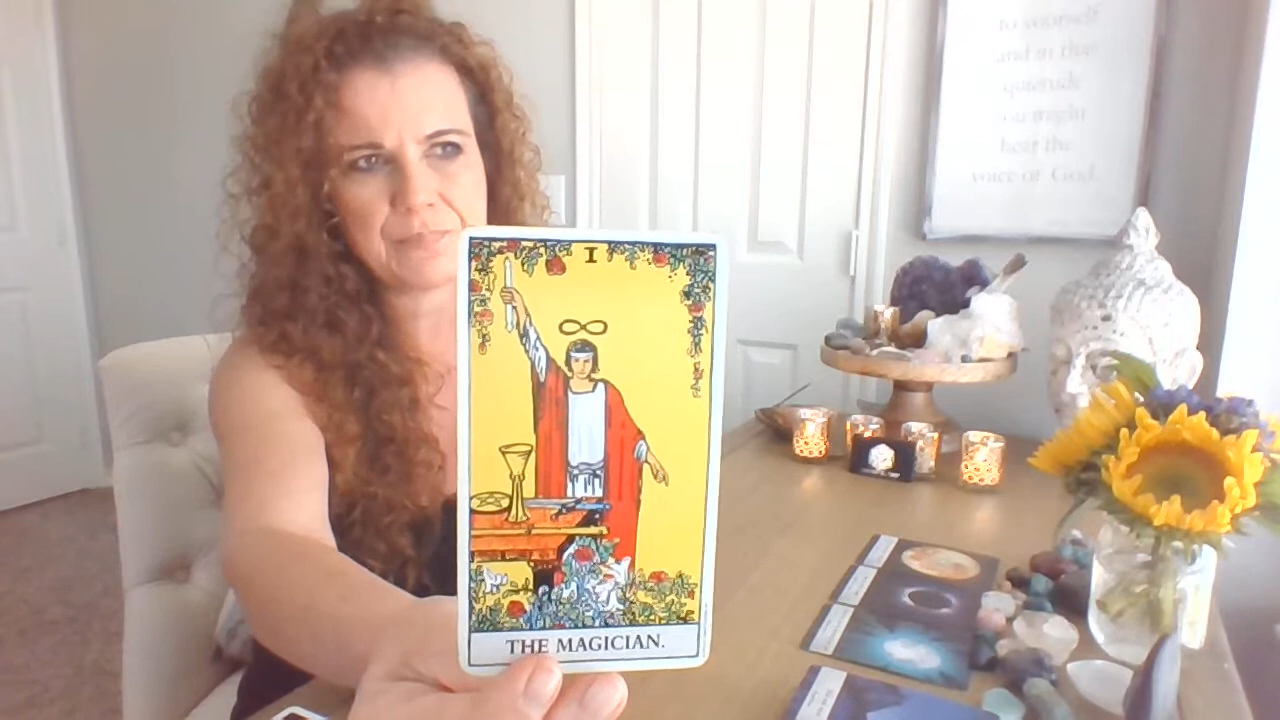 to yourself
and in that
quietude
you might
hear the
voice of God.
I
THE MAGICIAN.